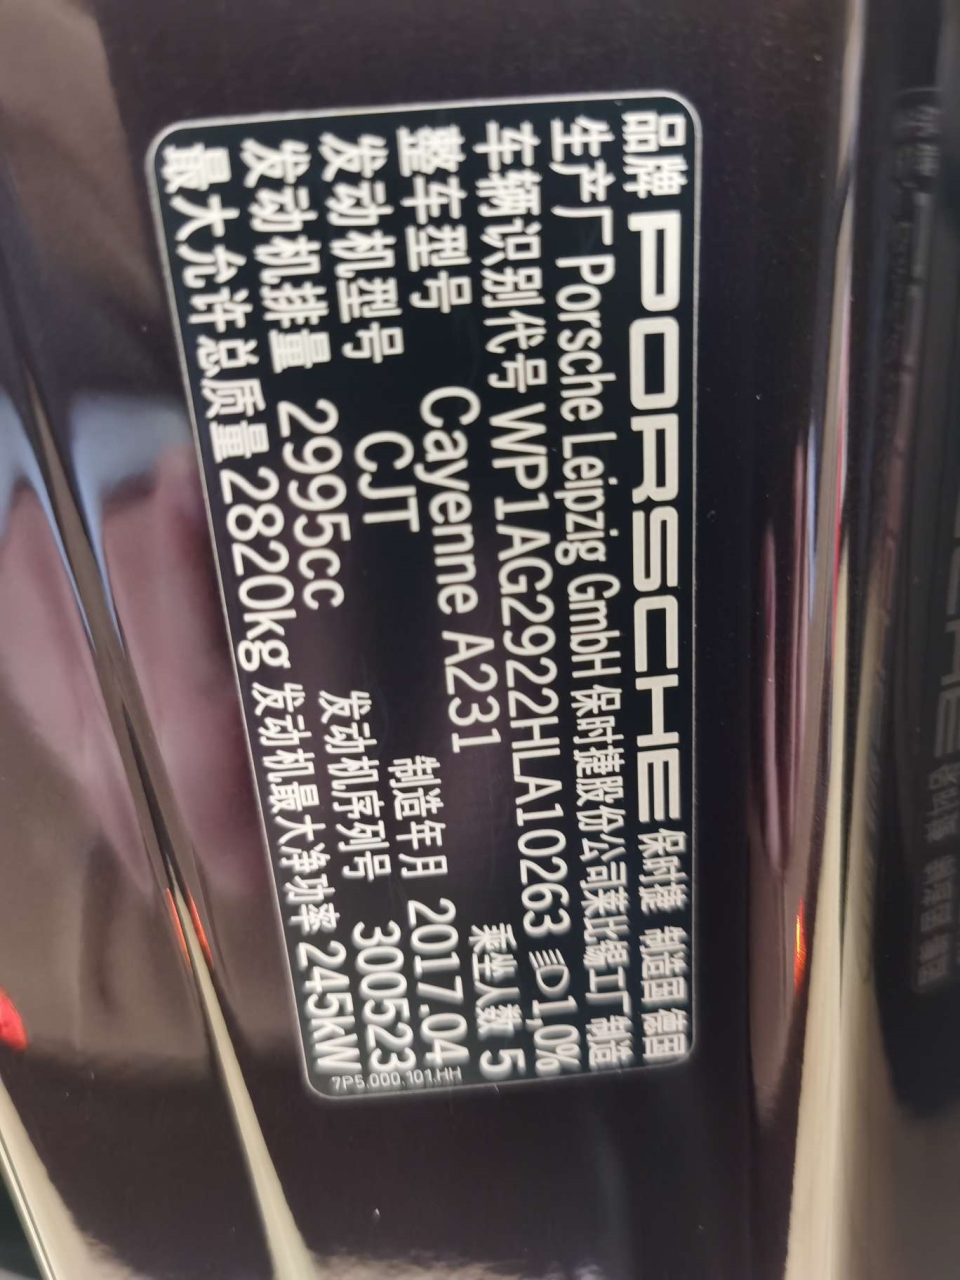 品牌 PORSCHE 保时捷 制造国 德国
生产厂 Porsche Leipzig GmbH 保时捷股份公司莱比锡工厂 制造
车辆识别代号 WP1AG2922HLA10263 1,0%
整车型号 Cayenne A231 乘坐人数 5
发动机型号 CJT 制造年月 2017.04
发动机排量 2995cc 发动机序列号 300523
最大允许总质量 2820kg 发动机最大净功率 245kW
7P5.000.101.HH